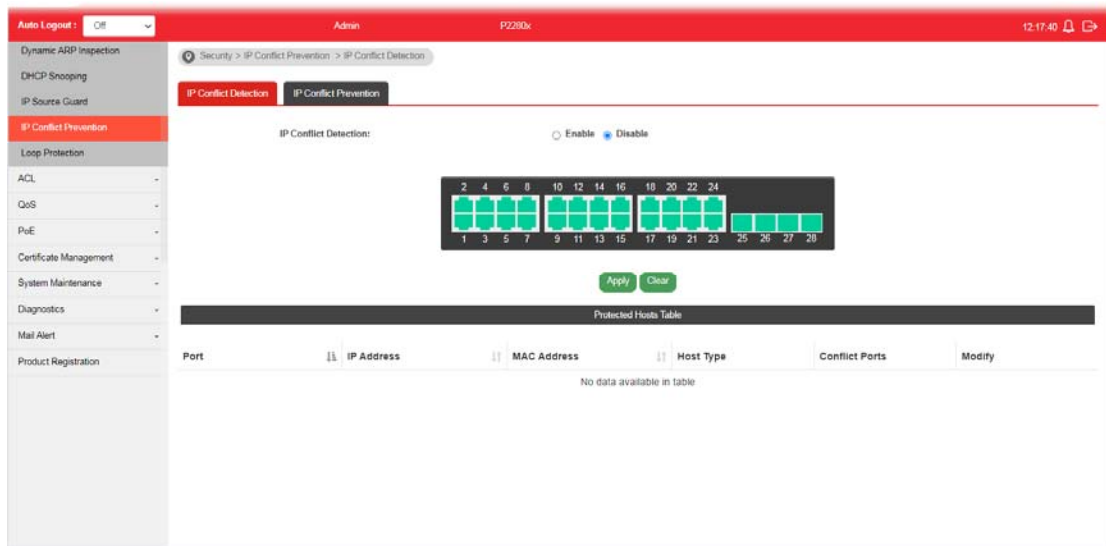 Auto Logout : Off Admin P2280x 12:17:40
Dynamic ARP Inspection
DHCP Snooping
IP Source Guard
IP Conflict Prevention
Loop Protection
ACL
QoS
PoE
Certificate Management
System Maintenance
Diagnostics
Mail Alert
Product Registration
Security > IP Conflict Prevention > IP Conflict Detection
IP Conflict Detection IP Conflict Prevention
IP Conflict Detection: Enable Disable
2 4 6 8 10 12 14 16 18 20 22 24
1 3 5 7 9 11 13 15 17 19 21 23 25 26 27 28
Apply Clear
Protected Hosts Table
Port IP Address MAC Address Host Type Conflict Ports Modify
No data available in table